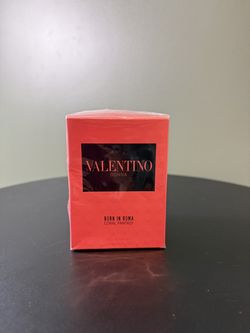 VALENTINO
DONNA
BORN IN ROMA
CORAL FANTASY